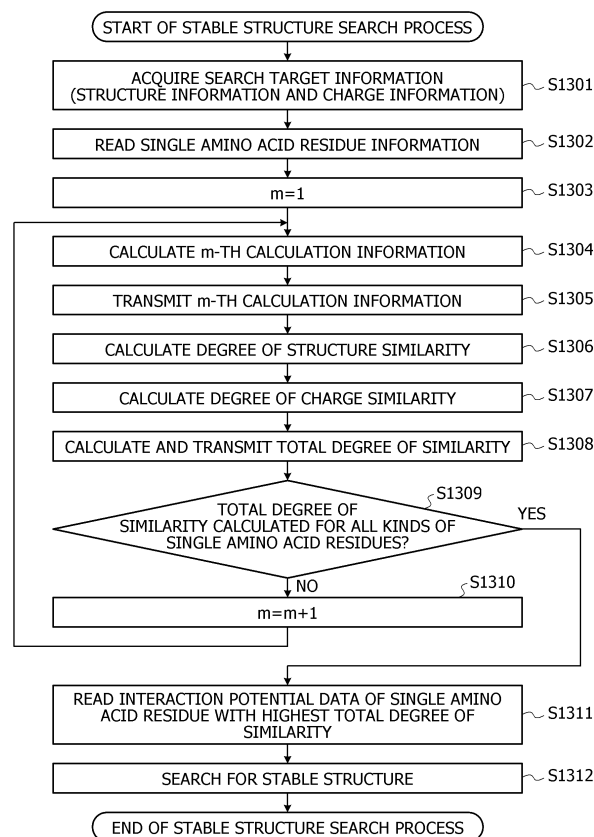 START OF STABLE STRUCTURE SEARCH PROCESS
ACQUIRE SEARCH TARGET INFORMATION
(STRUCTURE INFORMATION AND CHARGE INFORMATION)
S1301
READ SINGLE AMINO ACID RESIDUE INFORMATION
S1302
m=1
S1303
CALCULATE m-TH CALCULATION INFORMATION
S1304
TRANSMIT m-TH CALCULATION INFORMATION
S1305
CALCULATE DEGREE OF STRUCTURE SIMILARITY
S1306
CALCULATE DEGREE OF CHARGE SIMILARITY
S1307
CALCULATE AND TRANSMIT TOTAL DEGREE OF SIMILARITY
S1308
S1309
TOTAL DEGREE OF
SIMILARITY CALCULATED FOR ALL KINDS OF
SINGLE AMINO ACID RESIDUES?
YES
NO
S1310
m=m+1
READ INTERACTION POTENTIAL DATA OF SINGLE AMINO
ACID RESIDUE WITH HIGHEST TOTAL DEGREE OF
SIMILARITY
S1311
SEARCH FOR STABLE STRUCTURE
S1312
END OF STABLE STRUCTURE SEARCH PROCESS